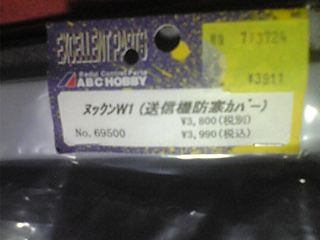 EXCELLENT PARTS
Radio Control Parts
ABC HOBBY
¥3911
ヌックンW1 (送信機防寒カバー)
¥3,800(税別)
No.69500
¥3,990(税込)